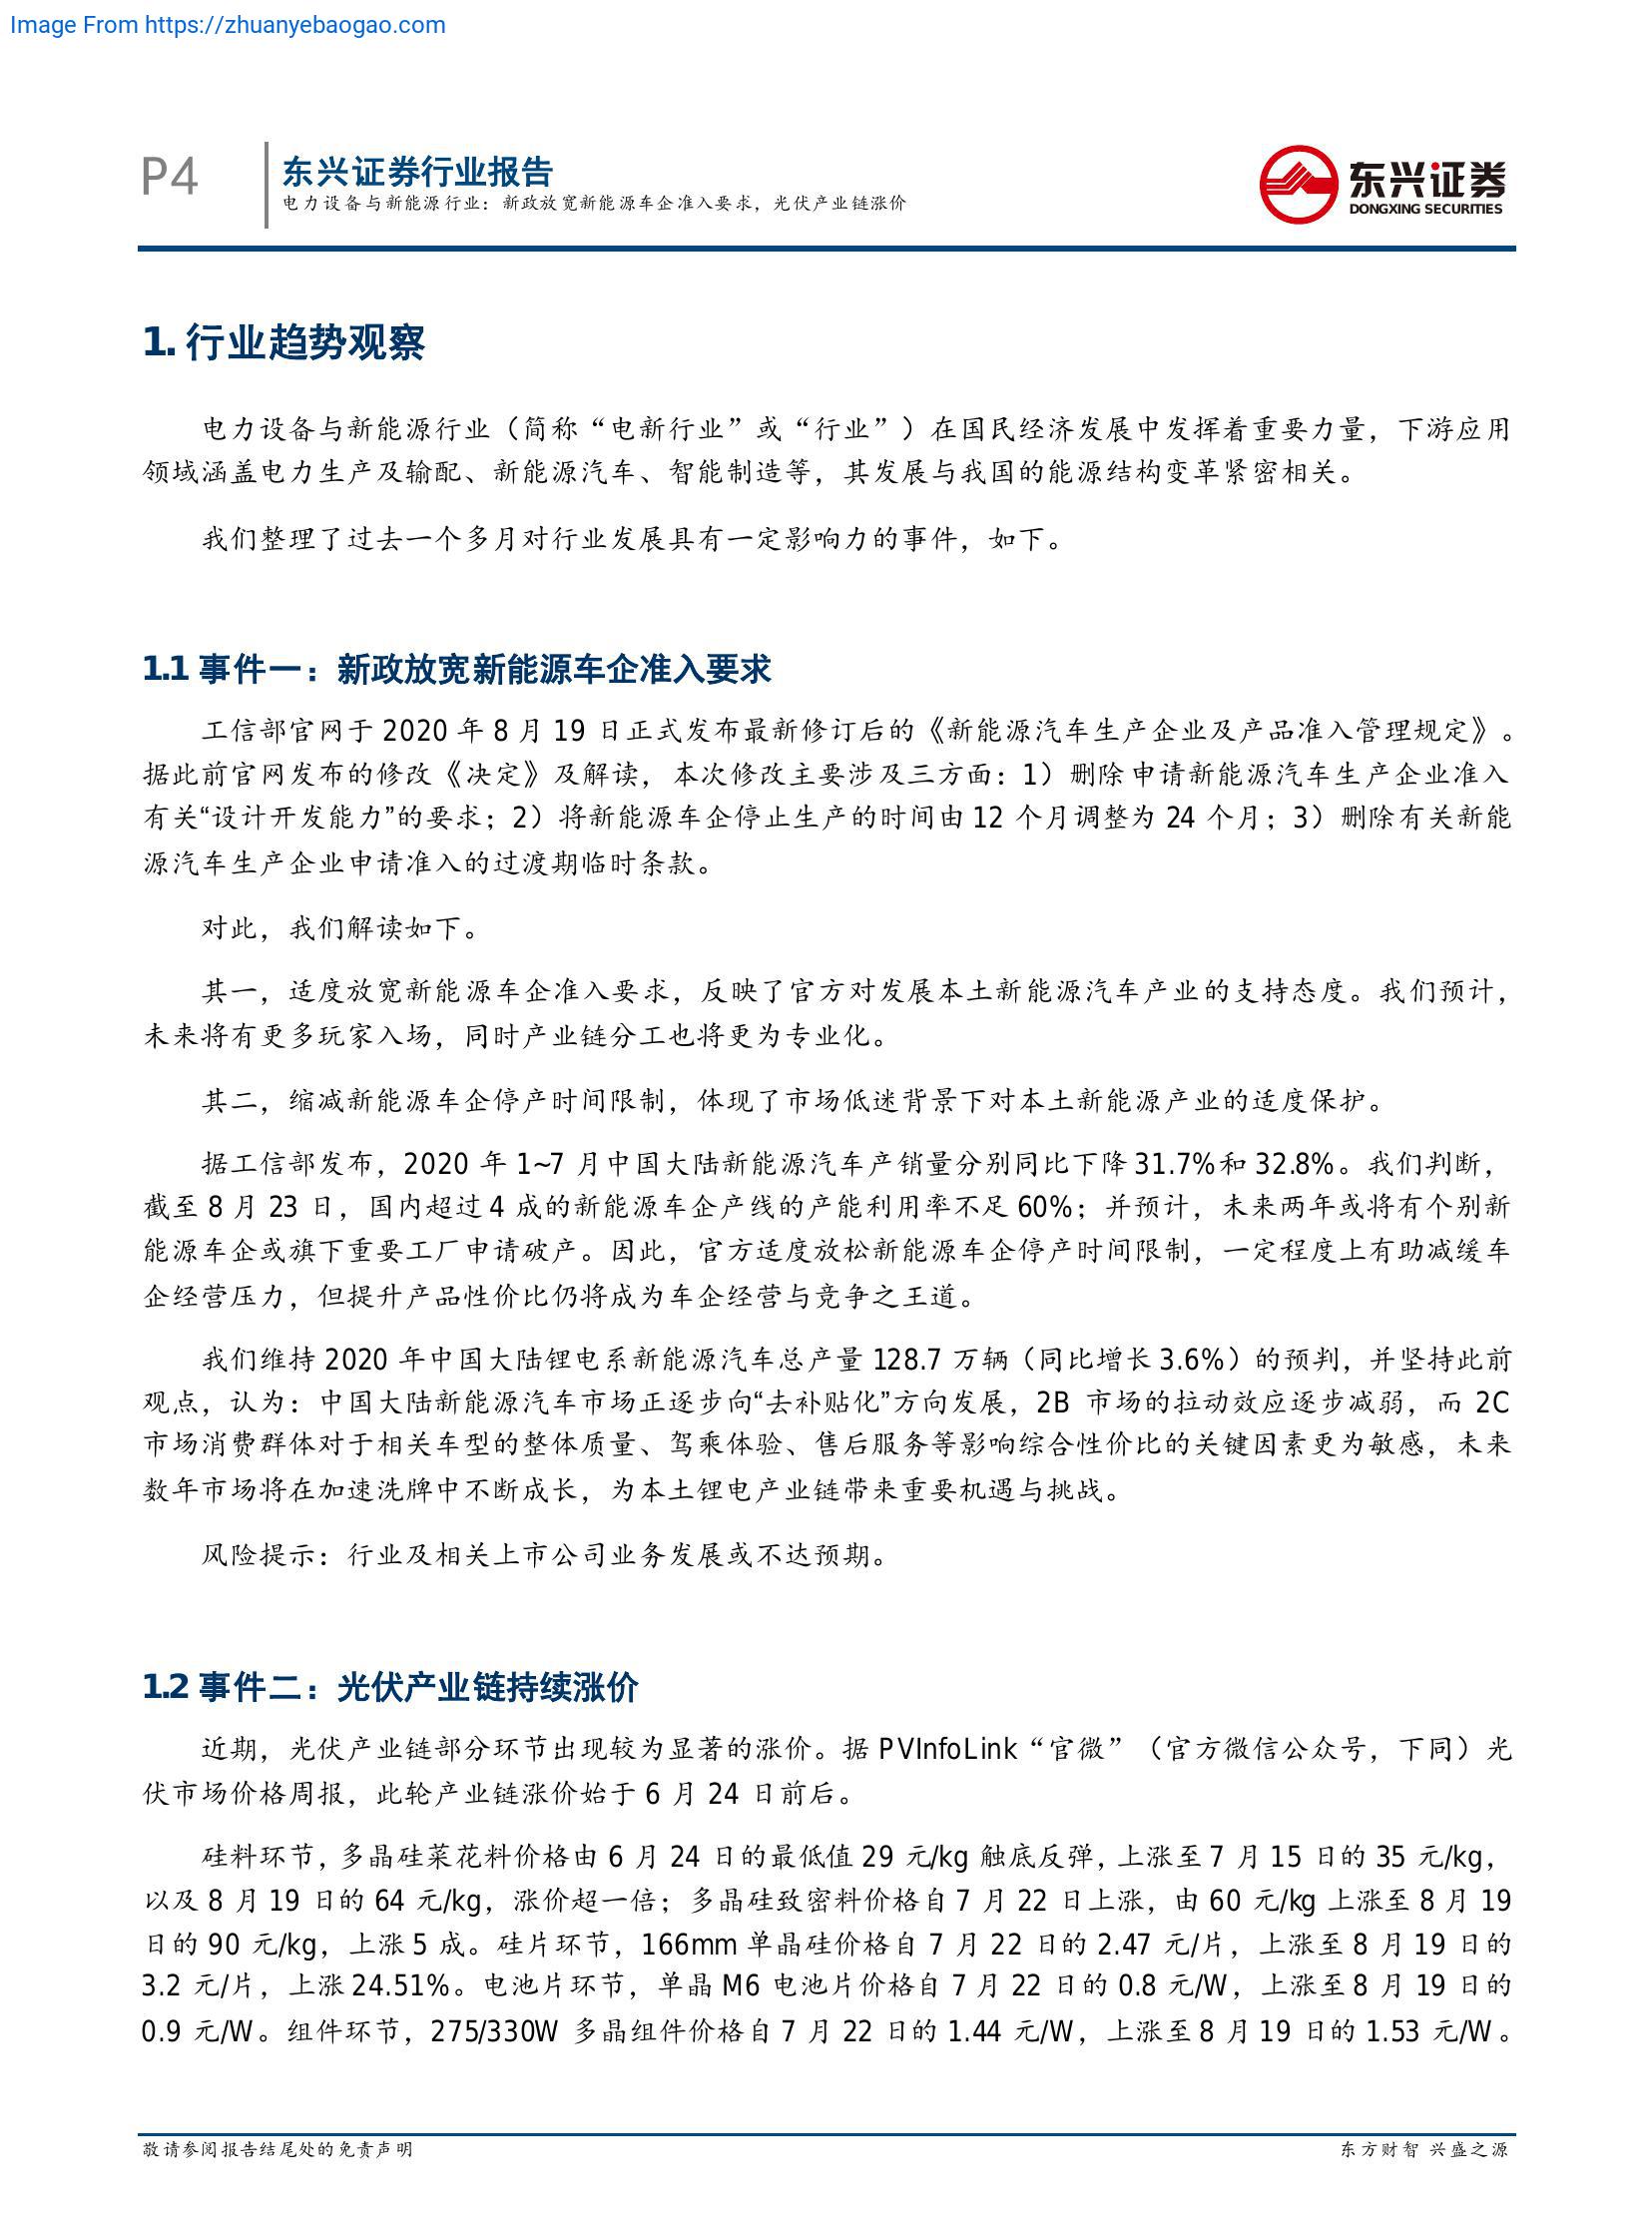 Image From https://zhuanyebaogao.com
P4
东兴证券行业报告
电力设备与新能源行业：新政放宽新能源车企准入要求，光伏产业链涨价
东兴证券
DONGXING SECURITIES
1. 行业趋势观察
电力设备与新能源行业（简称“电新行业”或“行业”）在国民经济发展中发挥着重要力量，下游应用
领域涵盖电力生产及输配、新能源汽车、智能制造等，其发展与我国的能源结构变革紧密相关。
我们整理了过去一个多月对行业发展具有一定影响力的事件，如下。
1.1 事件一：新政放宽新能源车企准入要求
工信部官网于 2020 年 8 月 19 日正式发布最新修订后的《新能源汽车生产企业及产品准入管理规定》。
据此前官网发布的修改《决定》及解读，本次修改主要涉及三方面：1）删除申请新能源汽车生产企业准入
有关“设计开发能力”的要求；2）将新能源车企停止生产的时间由 12 个月调整为 24 个月；3）删除有关新能
源汽车生产企业申请准入的过渡期临时条款。
对此，我们解读如下。
其一，适度放宽新能源车企准入要求，反映了官方对发展本土新能源汽车产业的支持态度。我们预计，
未来将有更多玩家入场，同时产业链分工也将更为专业化。
其二，缩减新能源车企停产时间限制，体现了市场低迷背景下对本土新能源产业的适度保护。
据工信部发布，2020 年 1~7 月中国大陆新能源汽车产销量分别同比下降 31.7%和 32.8%。我们判断，
截至 8 月 23 日，国内超过 4 成的新能源车企产线的产能利用率不足 60%；并预计，未来两年或将有个别新
能源车企或旗下重要工厂申请破产。因此，官方适度放松新能源车企停产时间限制，一定程度上有助减缓车
企经营压力，但提升产品性价比仍将成为车企经营与竞争之王道。
我们维持 2020 年中国大陆锂电系新能源汽车总产量 128.7 万辆（同比增长 3.6%）的预判，并坚持此前
观点，认为：中国大陆新能源汽车市场正逐步向“去补贴化”方向发展，2B 市场的拉动效应逐步减弱，而 2C
市场消费群体对于相关车型的整体质量、驾乘体验、售后服务等影响综合性价比的关键因素更为敏感，未来
数年市场将在加速洗牌中不断成长，为本土锂电产业链带来重要机遇与挑战。
风险提示：行业及相关上市公司业务发展或不达预期。
1.2 事件二：光伏产业链持续涨价
近期，光伏产业链部分环节出现较为显著的涨价。据 PVInfoLink“官微”（官方微信公众号，下同）光
伏市场价格周报，此轮产业链涨价始于 6 月 24 日前后。
硅料环节，多晶硅菜花料价格由 6 月 24 日的最低值 29 元/kg 触底反弹，上涨至 7 月 15 日的 35 元/kg，
以及 8 月 19 日的 64 元/kg，涨价超一倍；多晶硅致密料价格自 7 月 22 日上涨，由 60 元/kg 上涨至 8 月 19
日的 90 元/kg，上涨 5 成。硅片环节，166mm 单晶硅价格自 7 月 22 日的 2.47 元/片，上涨至 8 月 19 日的
3.2 元/片，上涨 24.51%。电池片环节，单晶 M6 电池片价格自 7 月 22 日的 0.8 元/W，上涨至 8 月 19 日的
0.9 元/W。组件环节，275/330W 多晶组件价格自 7 月 22 日的 1.44 元/W，上涨至 8 月 19 日的 1.53 元/W。
敬请参阅报告结尾处的免责声明
东方财智 兴盛之源